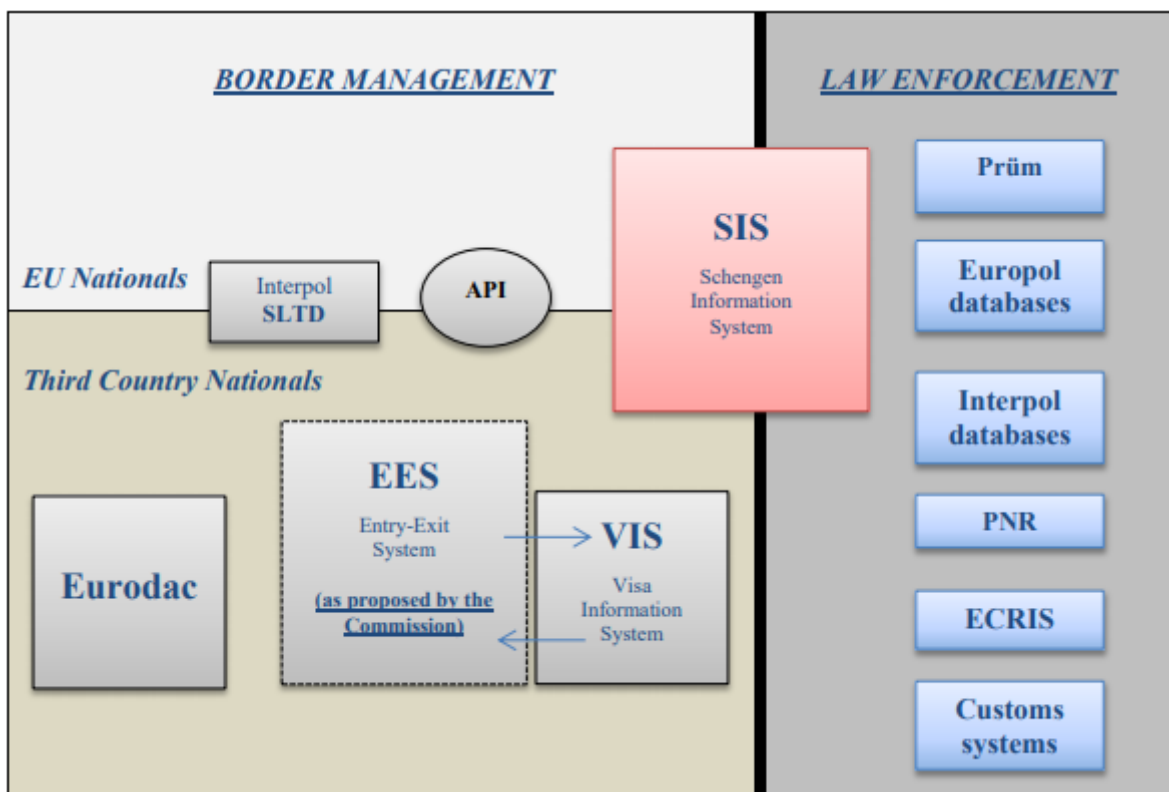 BORDER MANAGEMENT
EU Nationals
Interpol
SLTD
API
SIS
Schengen
Information
System
Third Country Nationals
Eurodac
EES
Entry-Exit
System
(as proposed by the
Commission)
VIS
Visa
Information
System
LAW ENFORCEMENT
Prüm
Europol
databases
Interpol
databases
PNR
ECRIS
Customs
systems